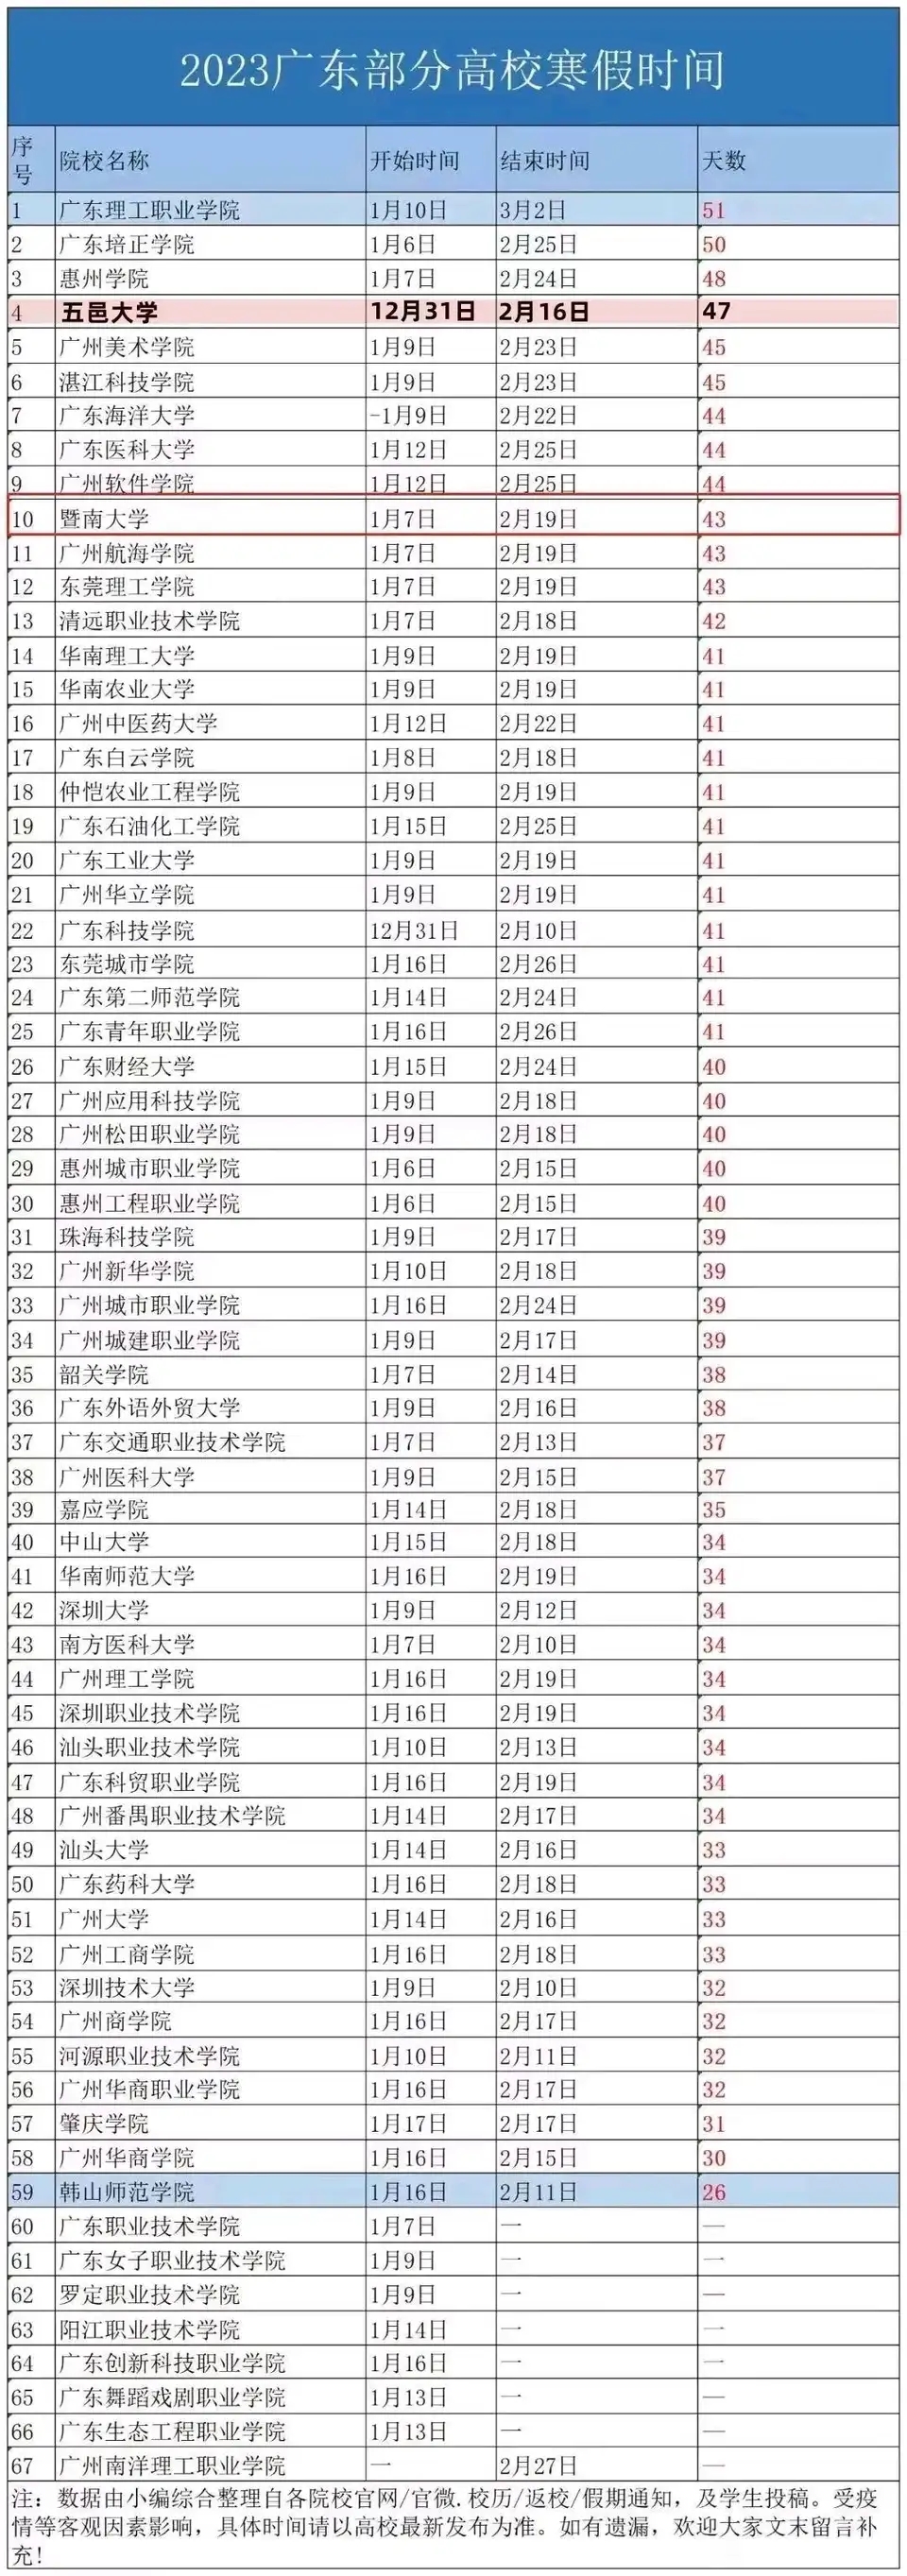 2023广东部分高校寒假时间
序号 院校名称 开始时间 结束时间 天数
1 广东理工职业学院 1月10日 3月2日 51
2 广东培正学院 1月6日 2月25日 50
3 惠州学院 1月7日 2月24日 48
4 五邑大学 12月31日 2月16日 47
5 广州美术学院 1月9日 2月23日 45
6 湛江科技学院 1月9日 2月23日 45
7 广东海洋大学 -1月9日 2月22日 44
8 广东医科大学 1月12日 2月25日 44
9 广州软件学院 1月12日 2月25日 44
10 暨南大学 1月7日 2月19日 43
11 广州航海学院 1月7日 2月19日 43
12 东莞理工学院 1月7日 2月19日 43
13 清远职业技术学院 1月7日 2月18日 42
14 华南理工大学 1月9日 2月19日 41
15 华南农业大学 1月9日 2月19日 41
16 广州中医药大学 1月12日 2月22日 41
17 广东白云学院 1月8日 2月18日 41
18 仲恺农业工程学院 1月9日 2月19日 41
19 广东石油化工学院 1月15日 2月25日 41
20 广东工业大学 1月9日 2月19日 41
21 广州华立学院 1月9日 2月19日 41
22 广东科技学院 12月31日 2月10日 41
23 东莞城市学院 1月16日 2月26日 41
24 广东第二师范学院 1月14日 2月24日 41
25 广东青年职业学院 1月16日 2月26日 41
26 广东财经大学 1月15日 2月24日 40
27 广州应用科技学院 1月9日 2月18日 40
28 广州松田职业学院 1月9日 2月18日 40
29 惠州城市职业学院 1月6日 2月15日 40
30 惠州工程职业学院 1月6日 2月15日 40
31 珠海科技学院 1月9日 2月17日 39
32 广州新华学院 1月10日 2月18日 39
33 广州城市职业学院 1月16日 2月24日 39
34 广州城建职业学院 1月9日 2月17日 39
35 韶关学院 1月7日 2月14日 38
36 广东外语外贸大学 1月9日 2月16日 38
37 广东交通职业技术学院 1月7日 2月13日 37
38 广州医科大学 1月9日 2月15日 37
39 嘉应学院 1月14日 2月18日 35
40 中山大学 1月15日 2月18日 34
41 华南师范大学 1月16日 2月19日 34
42 深圳大学 1月9日 2月12日 34
43 南方医科大学 1月7日 2月10日 34
44 广州理工学院 1月16日 2月19日 34
45 深圳职业技术学院 1月16日 2月19日 34
46 汕头职业技术学院 1月10日 2月13日 34
47 广东科贸职业学院 1月16日 2月19日 34
48 广州番禺职业技术学院 1月14日 2月17日 34
49 汕头大学 1月14日 2月16日 33
50 广东药科大学 1月16日 2月18日 33
51 广州大学 1月14日 2月16日 33
52 广州工商学院 1月16日 2月18日 33
53 深圳技术大学 1月9日 2月10日 32
54 广州商学院 1月16日 2月17日 32
55 河源职业技术学院 1月10日 2月11日 32
56 广州华商职业学院 1月16日 2月17日 32
57 肇庆学院 1月17日 2月17日 31
58 广州华商学院 1月16日 2月15日 30
59 韩山师范学院 1月16日 2月11日 26
60 广东职业技术学院 1月7日 — —
61 广东女子职业技术学院 1月9日 — —
62 罗定职业技术学院 1月9日 — —
63 阳江职业技术学院 1月14日 — —
64 广东创新科技职业学院 1月16日 — —
65 广东舞蹈戏剧职业学院 1月13日 — —
66 广东生态工程职业学院 1月13日 — —
67 广州南洋理工职业学院 — 2月27日 —
注：数据由小编综合整理自各院校官网/官微.校历/返校/假期通知，及学生投稿。受疫
情等客观因素影响，具体时间请以高校最新发布为准。如有遗漏，欢迎大家文末留言补
充!